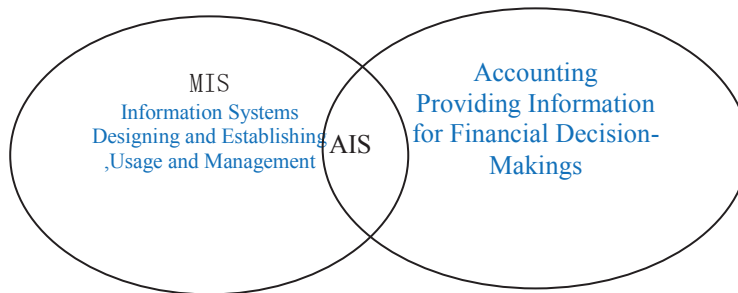 MIS
Information Systems
Designing and Establishing
,Usage and Management
AIS
Accounting
Providing Information
for Financial Decision-
Makings